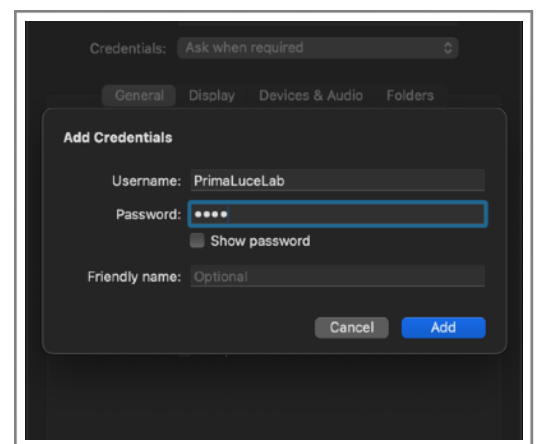 Credentials: Ask when required
General Display Devices & Audio Folders
Add Credentials
Username: PrimaLuceLab
Password: ••••
Show password
Friendly name: Optional
Cancel Add